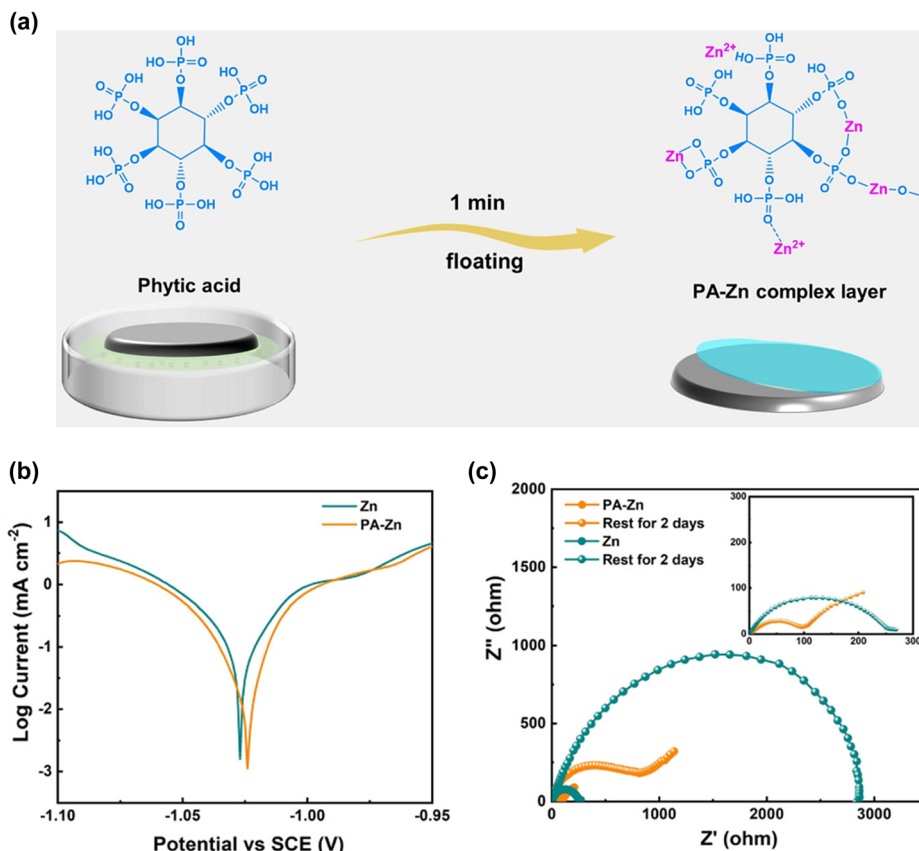 (a)
OH
HO-P=O
O
OH
O=P-O
HO
OH
HO
O-P=O
OH
HO
HO-P-O
O
O-P-OH
O
OH
O
HO-P-OH
O
Phytic acid
1 min
floating
Zn2+
OH
HO-P=O
O
OH
O=P-O
HO
OH
O-P=O
O
Zn
O
Zn
O
O
P-O
O
O-P=O
O
Zn-O
O
HO-P-OH
O
Zn2+
PA-Zn complex layer
(b)
Zn
PA-Zn
Log Current (mA cm-2)
1
0
-1
-2
-3
-1.10
-1.05
-1.00
-0.95
Potential vs SCE (V)
(c)
PA-Zn
Rest for 2 days
Zn
Rest for 2 days
Z'' (ohm)
2000
1750
1500
1250
1000
750
500
250
0
0
1000
2000
3000
Z' (ohm)
300
200
100
0
0
100
200
300